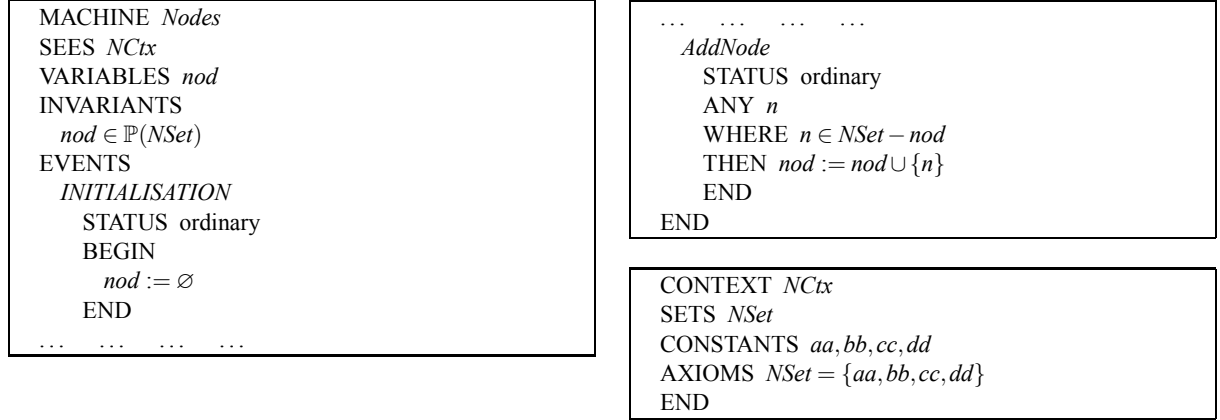 MACHINE Nodes
SEES NCtx
VARIABLES nod
INVARIANTS
nod ∈ ℙ(NSet)
EVENTS
INITIALISATION
STATUS ordinary
BEGIN
nod := ∅
END
... ... ... ...
... ... ... ...
AddNode
STATUS ordinary
ANY n
WHERE n ∈ NSet − nod
THEN nod := nod ∪ {n}
END
END
CONTEXT NCtx
SETS NSet
CONSTANTS aa, bb, cc, dd
AXIOMS NSet = {aa, bb, cc, dd}
END